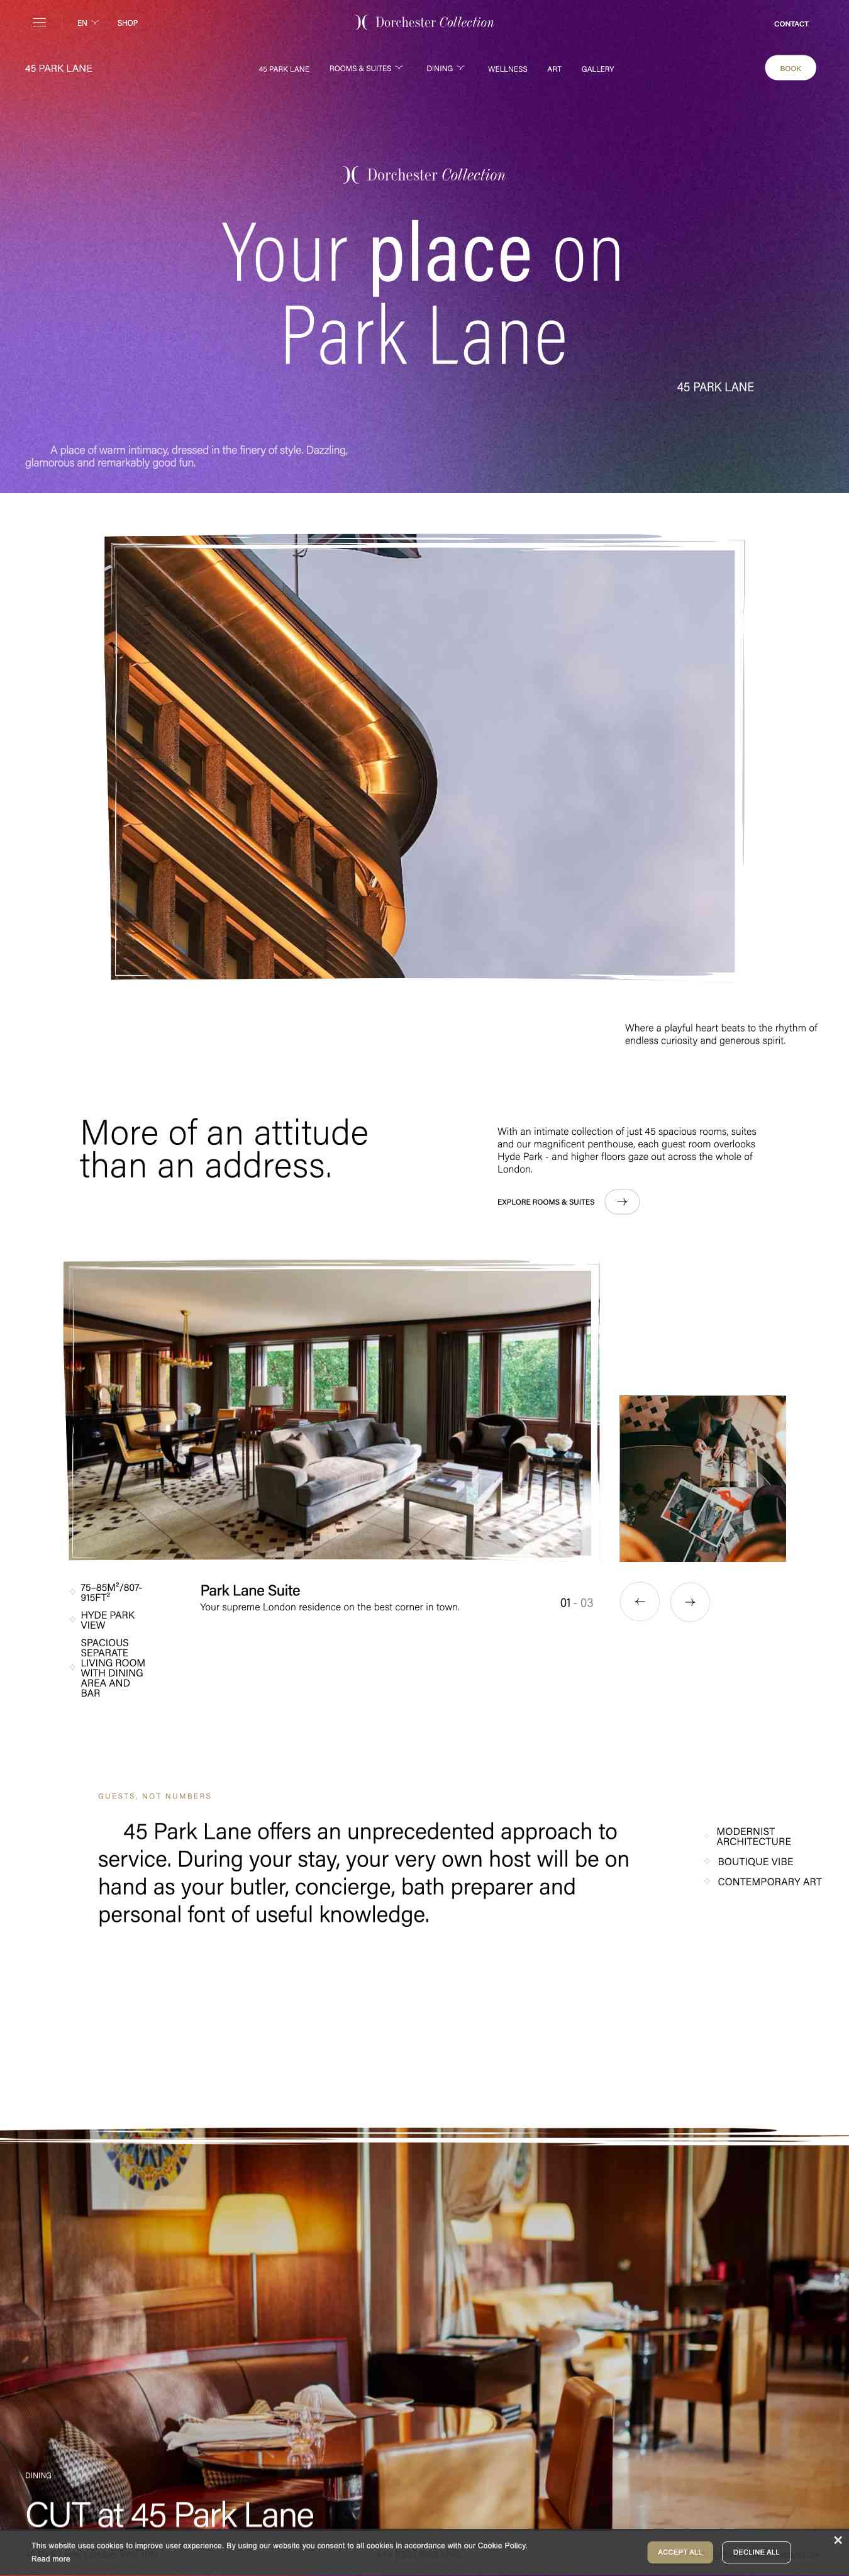 EN
SHOP
Dorchester Collection
CONTACT
45 PARK LANE
45 PARK LANE
ROOMS & SUITES
DINING
WELLNESS
ART
GALLERY
BOOK
Dorchester Collection
Your place on
Park Lane
45 PARK LANE
A place of warm intimacy, dressed in the finery of style. Dazzling,
glamorous and remarkably good fun.
Where a playful heart beats to the rhythm of
endless curiosity and generous spirit.
More of an attitude
than an address.
With an intimate collection of just 45 spacious rooms, suites
and our magnificent penthouse, each guest room overlooks
Hyde Park - and higher floors gaze out across the whole of
London.
EXPLORE ROOMS & SUITES
75–85M²/807-
915FT²
HYDE PARK
VIEW
SPACIOUS
SEPARATE
LIVING ROOM
WITH DINING
AREA AND
BAR
Park Lane Suite
Your supreme London residence on the best corner in town.
01 - 03
GUESTS, NOT NUMBERS
45 Park Lane offers an unprecedented approach to
service. During your stay, your very own host will be on
hand as your butler, concierge, bath preparer and
personal font of useful knowledge.
MODERNIST
ARCHITECTURE
BOUTIQUE VIBE
CONTEMPORARY ART
DINING
CUT at 45 Park Lane
This website uses cookies to improve user experience. By using our website you consent to all cookies in accordance with our Cookie Policy.
Read more
ACCEPT ALL
DECLINE ALL